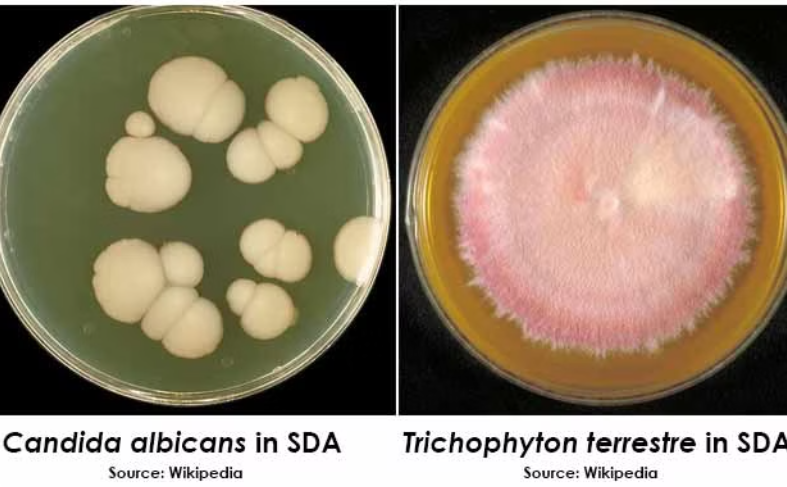 Candida albicans in SDA
Source: Wikipedia
Trichophyton terrestre in SDA
Source: Wikipedia